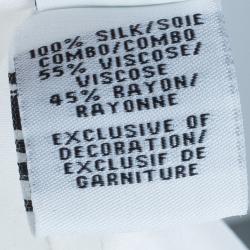 100% SILK/SOIE
COMBO/COMBO
55% VISCOSE/
VISCOSE
45% RAYON/
RAYONNE
EXCLUSIVE OF
DECORATION/
EXCLUSIF DE
GARNITURE